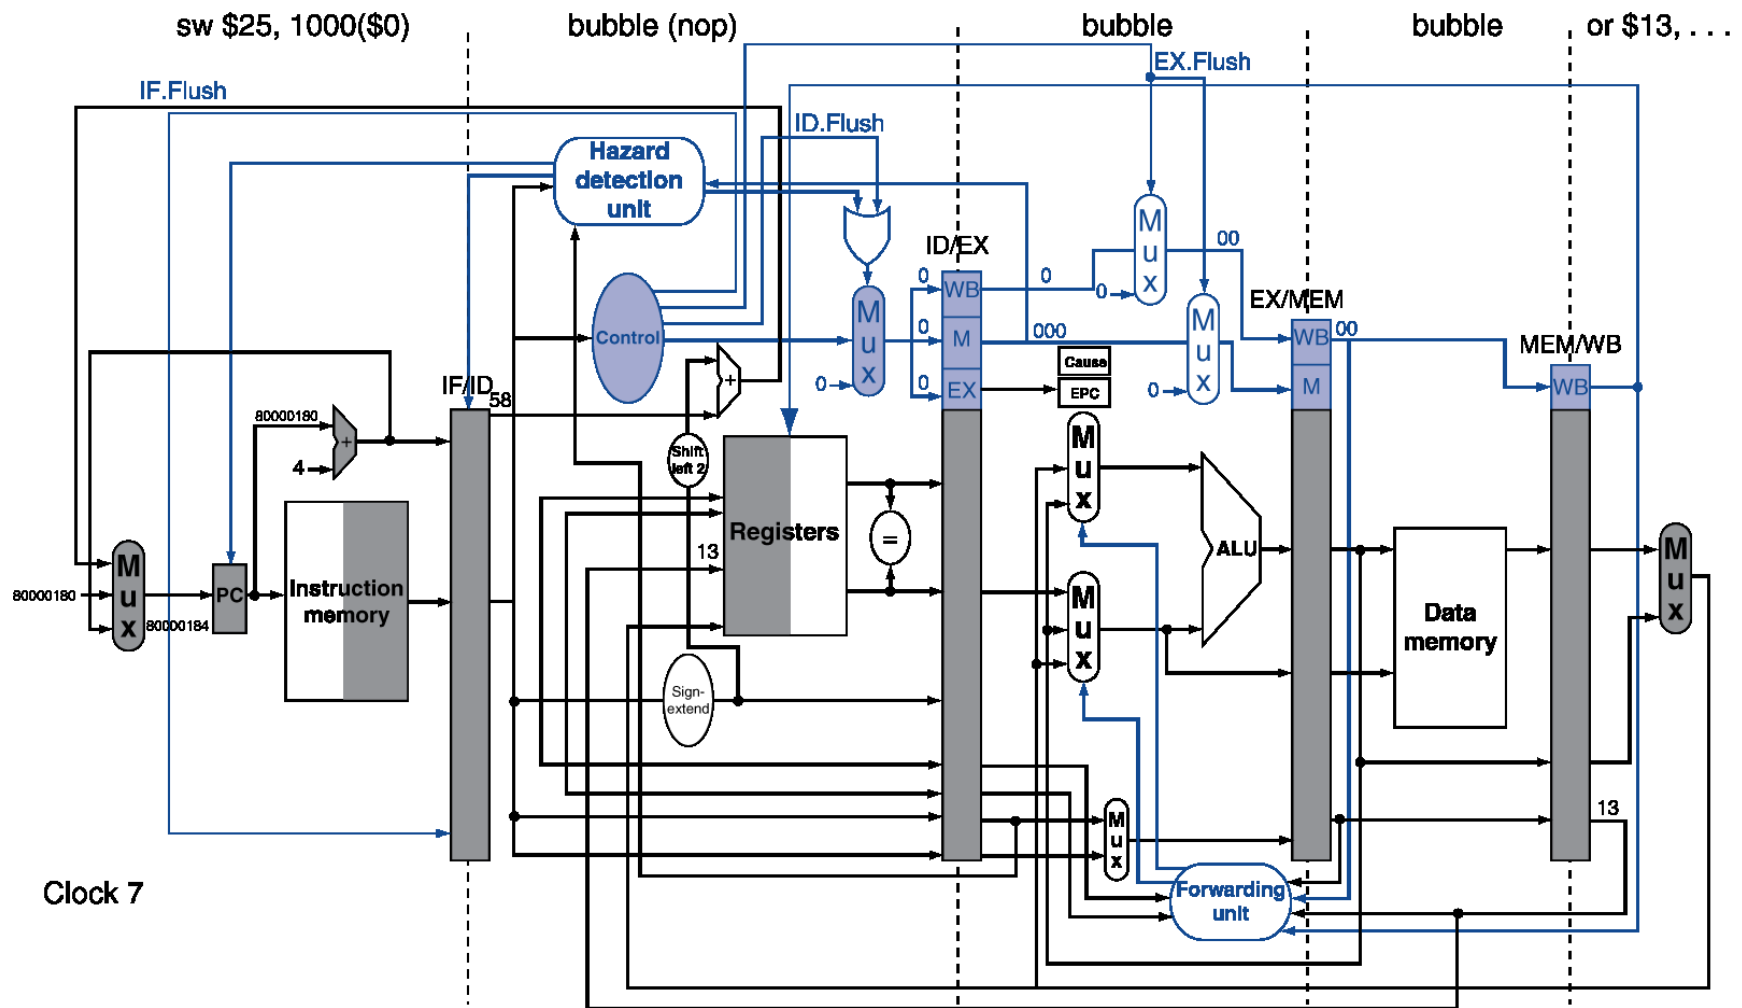 sw $25, 1000($0)
bubble (nop)
bubble
bubble
or $13, . . .
IF.Flush
EX.Flush
ID.Flush
Hazard
detection
unit
ID/EX
Control
0
M
u
x
0
0
WB
0
M
0
EX
0
M
u
x
0
00
000
M
u
x
0
Cause
EPC
EX/MEM
WB
00
M
MEM/WB
WB
IF/ID
58
80000180
+
4
+
Shift
left 2
M
u
x
80000180
80000184
PC
Instruction
memory
Registers
13
=
M
u
x
M
u
x
ALU
Data
memory
M
u
x
Sign-
extend
M
u
x
13
Forwarding
unit
Clock 7